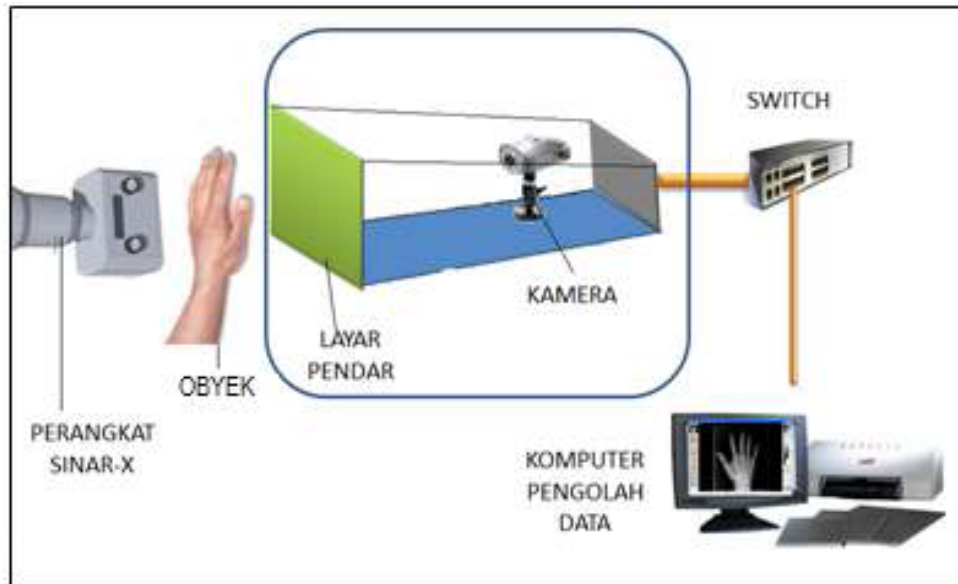 SWITCH
KAMERA
LAYAR
PENDAR
OBYEK
PERANGKAT
SINAR-X
KOMPUTER
PENGOLAH
DATA